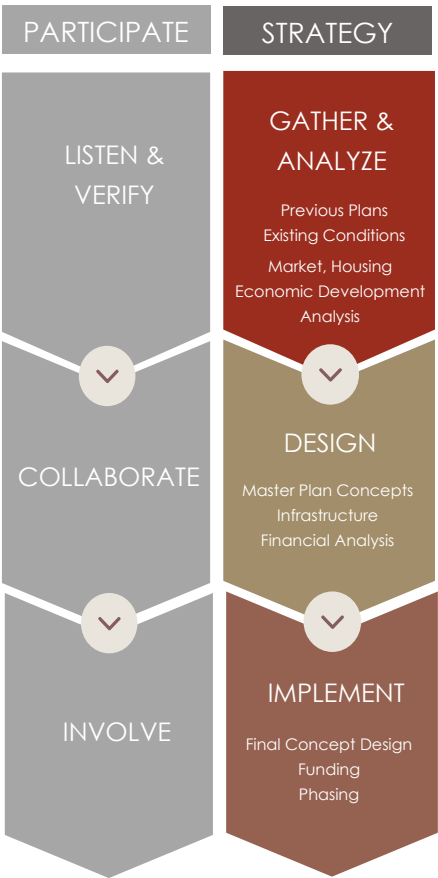 PARTICIPATE
LISTEN &
VERIFY
COLLABORATE
INVOLVE
STRATEGY
GATHER &
ANALYZE
Previous Plans
Existing Conditions
Market, Housing
Economic Development
Analysis
DESIGN
Master Plan Concepts
Infrastructure
Financial Analysis
IMPLEMENT
Final Concept Design
Funding
Phasing